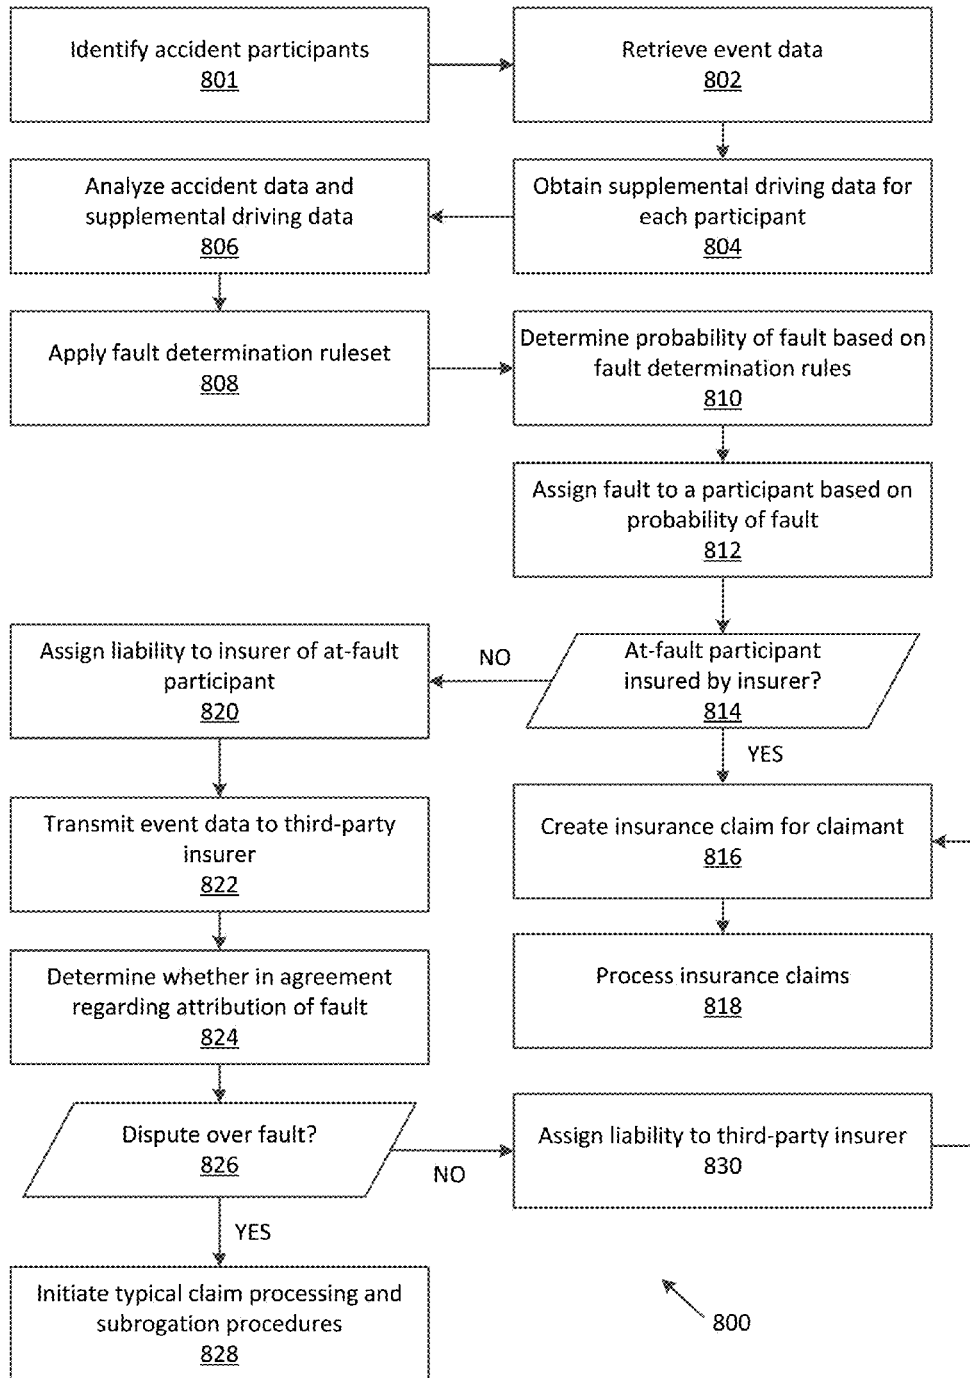 Identify accident participants
801
Retrieve event data
802
Obtain supplemental driving data for
each participant
804
Analyze accident data and
supplemental driving data
806
Apply fault determination ruleset
808
Determine probability of fault based on
fault determination rules
810
Assign fault to a participant based on
probability of fault
812
At-fault participant
insured by insurer?
814
NO
YES
Assign liability to insurer of at-fault
participant
820
Create insurance claim for claimant
816
Transmit event data to third-party
insurer
822
Process insurance claims
818
Determine whether in agreement
regarding attribution of fault
824
Dispute over fault?
826
NO
YES
Assign liability to third-party insurer
830
Initiate typical claim processing and
subrogation procedures
828
800